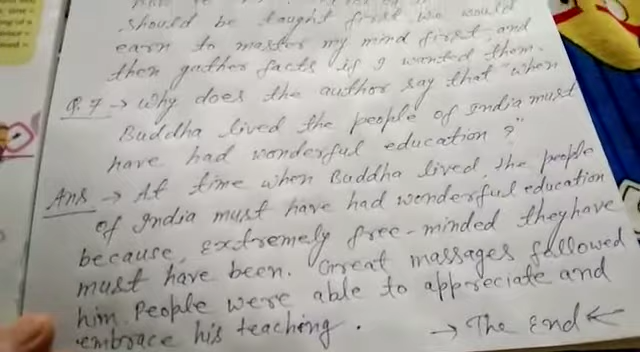 should be taught first we would
earn to master my mind first and
then gather facts if I wanted them.
Q.7 → Why does the author say that "when
Buddha lived the people of India must
have had wonderful education?"
Ans → At time when Buddha lived, the people
of India must have had wonderful education
because, extremely free-minded they have
must have been. Great massages followed
him. People were able to appreciate and
embrace his teaching.
→ The End ←